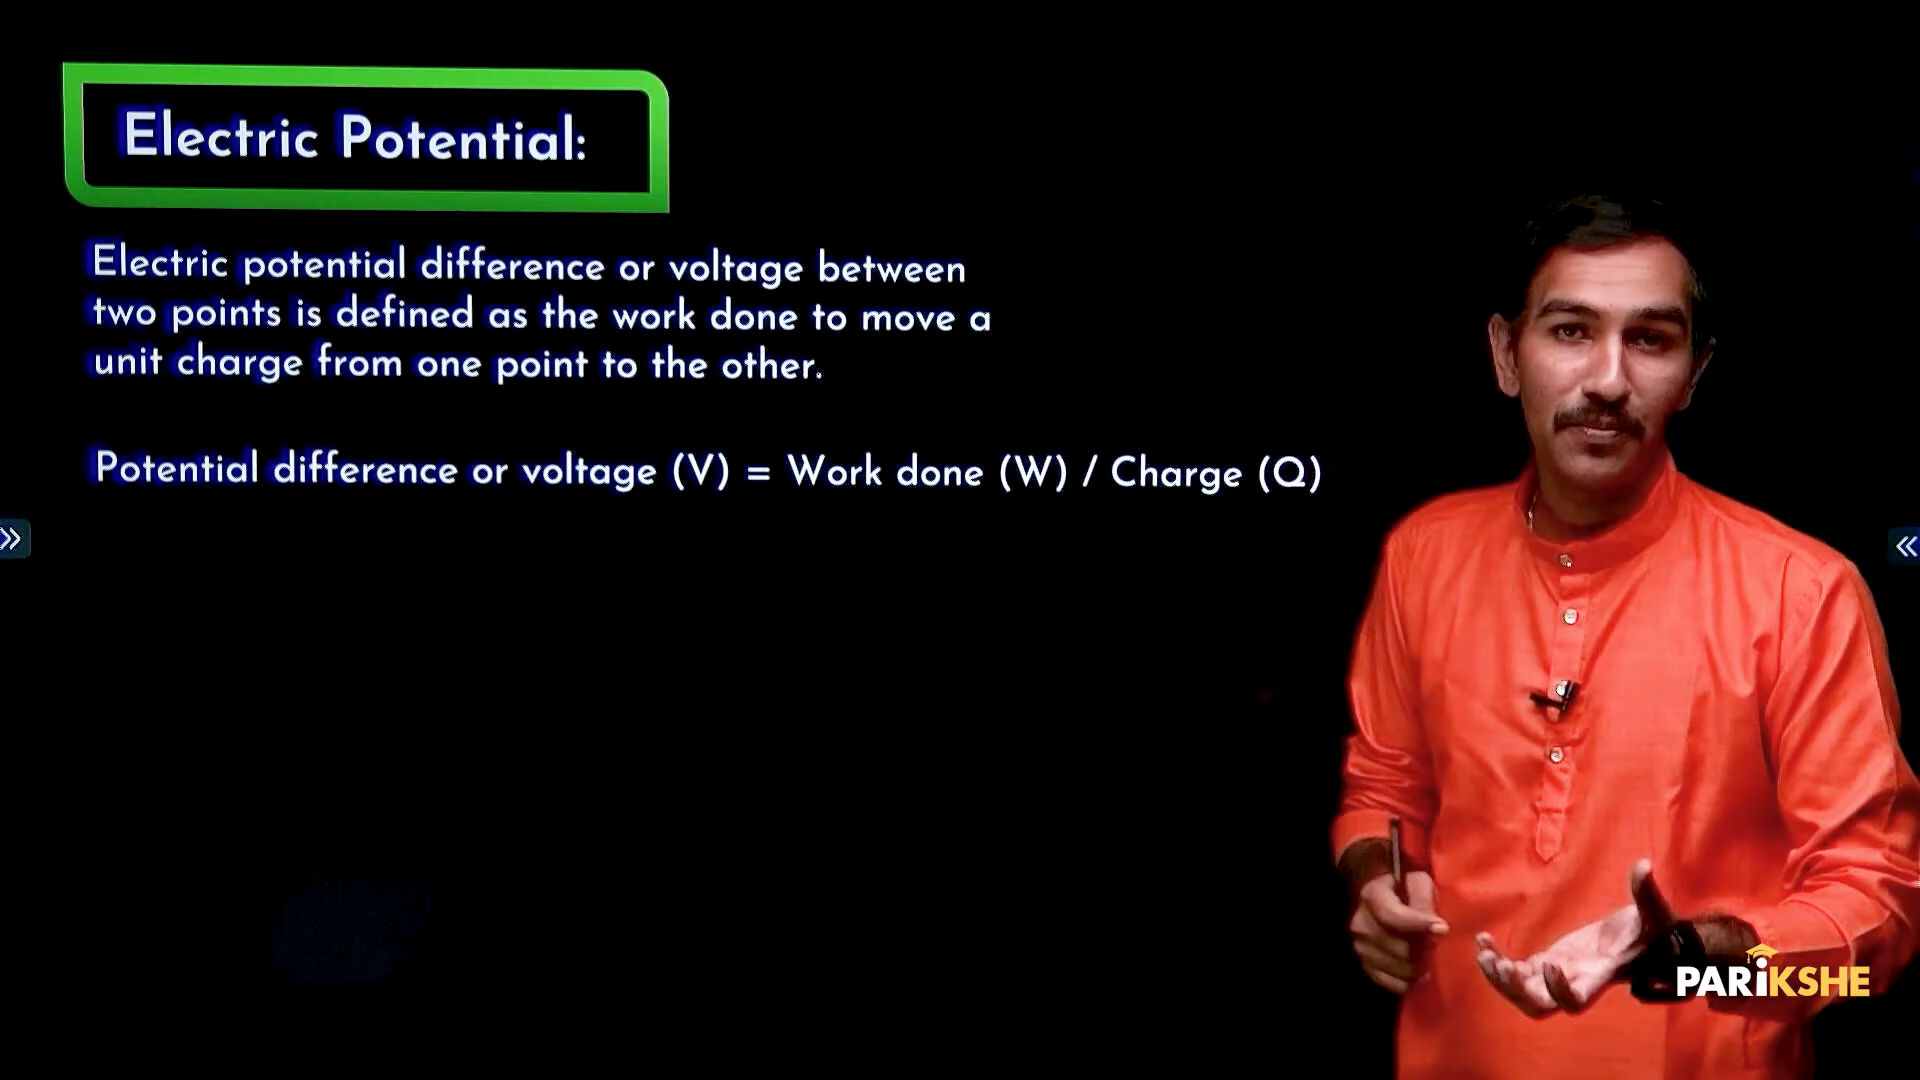 Electric Potential:
Electric potential difference or voltage between
two points is defined as the work done to move a
unit charge from one point to the other.
Potential difference or voltage (V) = Work done (W) / Charge (Q)
PARiKSHE